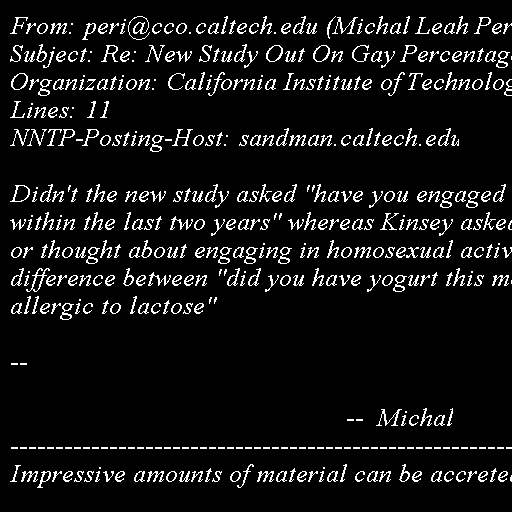 From: peri@cco.caltech.edu (Michal Leah Per
Subject: Re: New Study Out On Gay Percentag
Organization: California Institute of Technolog
Lines: 11
NNTP-Posting-Host: sandman.caltech.edu

Didn't the new study asked "have you engaged
within the last two years" whereas Kinsey asked
or thought about engaging in homosexual activ
difference between "did you have yogurt this m
allergic to lactose"

--

-- Michal
--------------------------------------------------------
Impressive amounts of material can be accrete